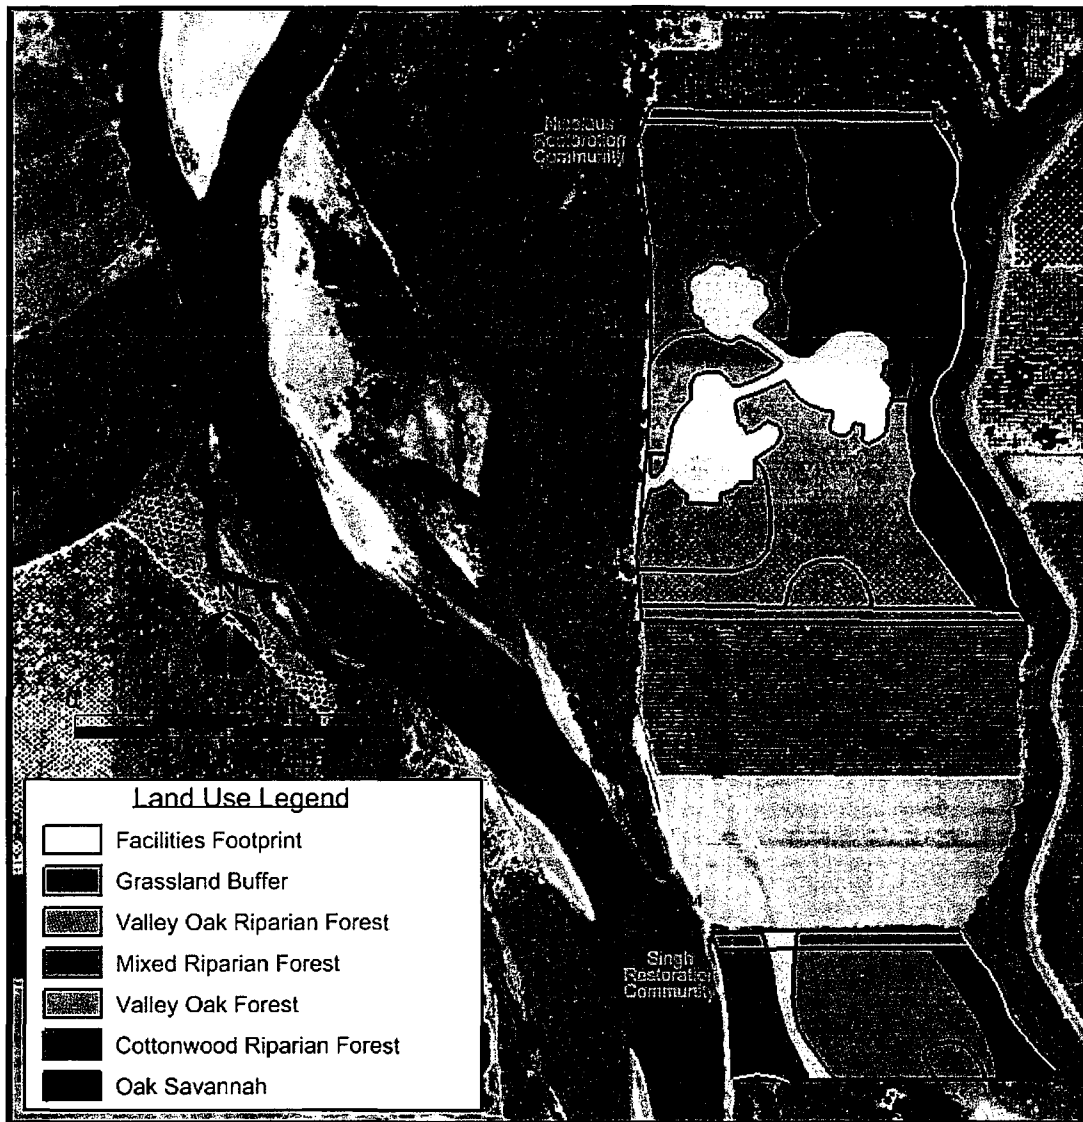 Restoration
Community
Singh
Restoration
Community
Land Use Legend
Facilities Footprint
Grassland Buffer
Valley Oak Riparian Forest
Mixed Riparian Forest
Valley Oak Forest
Cottonwood Riparian Forest
Oak Savannah